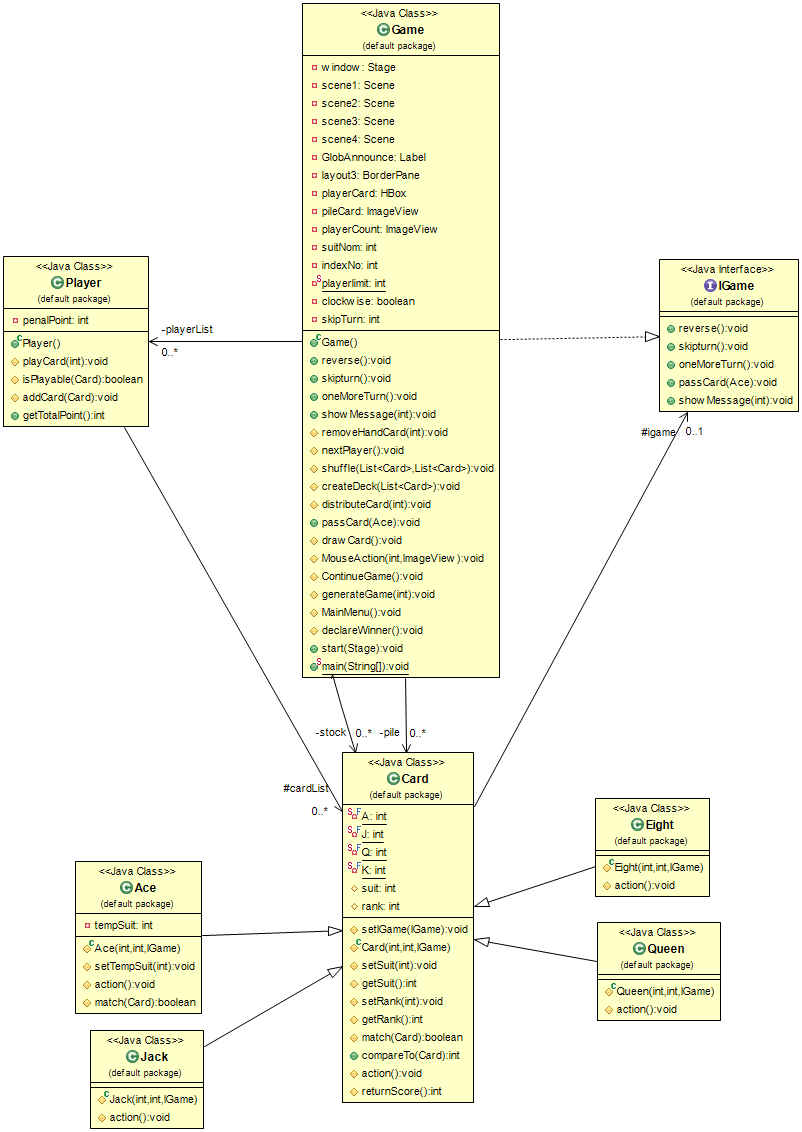 <<Java Class>>
Game
(default package)
window: Stage
scene1: Scene
scene2: Scene
scene3: Scene
scene4: Scene
GlobAnnounce: Label
layout3: BorderPane
playerCard: HBox
pileCard: ImageView
playerCount: ImageView
suitNom: int
indexNo: int
playerlimit: int
clockwise: boolean
skipTurn: int
Game()
reverse():void
skipturn():void
oneMoreTurn():void
showMessage(int):void
removeHandCard(int):void
nextPlayer():void
shuffle(List<Card>,List<Card>):void
createDeck(List<Card>):void
distributeCard(int):void
passCard(Ace):void
drawCard():void
MouseAction(int,ImageView):void
ContinueGame():void
generateGame(int):void
MainMenu():void
declareWinner():void
start(Stage):void
main(String[]):void
<<Java Class>>
Player
(default package)
penalPoint: int
Player()
playCard(int):void
isPlayable(Card):boolean
addCard(Card):void
getTotalPoint():int
-playerList
0..*
<<Java Interface>>
IGame
(default package)
reverse():void
skipturn():void
oneMoreTurn():void
passCard(Ace):void
showMessage(int):void
#igame
0..1
-stock
0..*
-pile
0..*
#cardList
0..*
<<Java Class>>
Card
(default package)
A: int
J: int
Q: int
K: int
suit: int
rank: int
setIGame(IGame):void
Card(int,int,IGame)
setSuit(int):void
getSuit():int
setRank(int):void
getRank():int
match(Card):boolean
compareTo(Card):int
action():void
returnScore():int
<<Java Class>>
Eight
(default package)
Eight(int,int,IGame)
action():void
<<Java Class>>
Ace
(default package)
tempSuit: int
Ace(int,int,IGame)
setTempSuit(int):void
action():void
match(Card):boolean
<<Java Class>>
Queen
(default package)
Queen(int,int,IGame)
action():void
<<Java Class>>
Jack
(default package)
Jack(int,int,IGame)
action():void